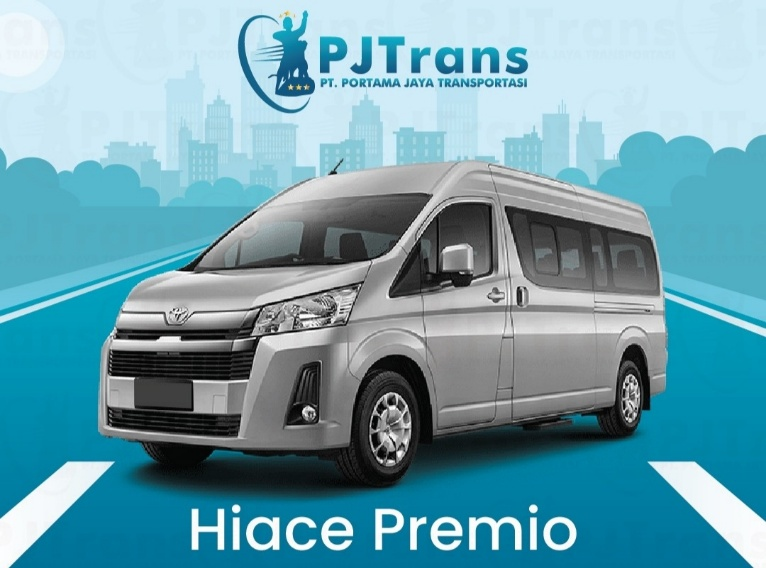 PJTrans
PT. PORTAMA JAYA TRANSPORTASI
Hiace Premio